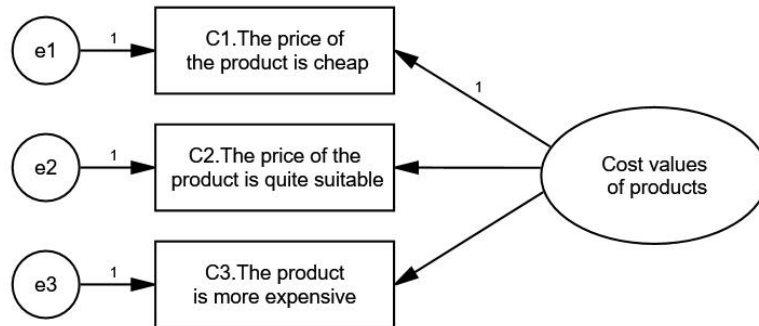 e1
1
C1.The price of
the product is cheap
1
e2
1
C2.The price of the
product is quite suitable
Cost values
of products
e3
1
C3.The product
is more expensive